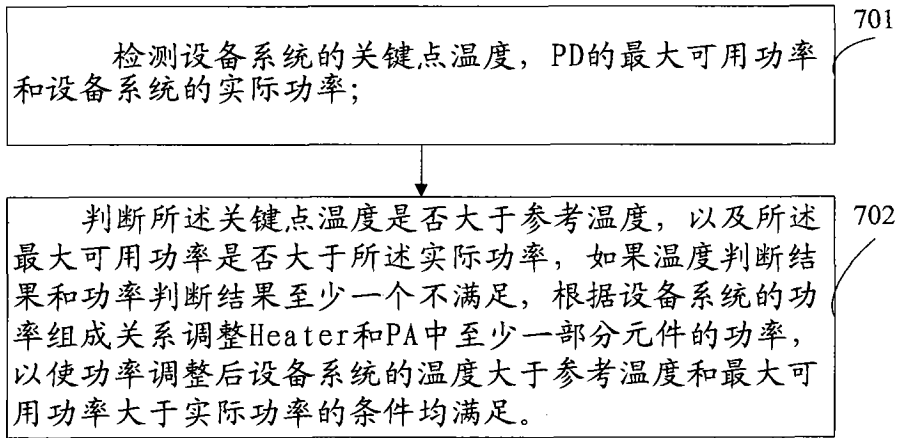 701
检测设备系统的关键点温度，PD的最大可用功率
和设备系统的实际功率；
702
判断所述关键点温度是否大于参考温度，以及所述
最大可用功率是否大于所述实际功率，如果温度判断结
果和功率判断结果至少一个不满足，根据设备系统的功
率组成关系调整Heater和PA中至少一部分元件的功率，
以使功率调整后设备系统的温度大于参考温度和最大可
用功率大于实际功率的条件均满足。